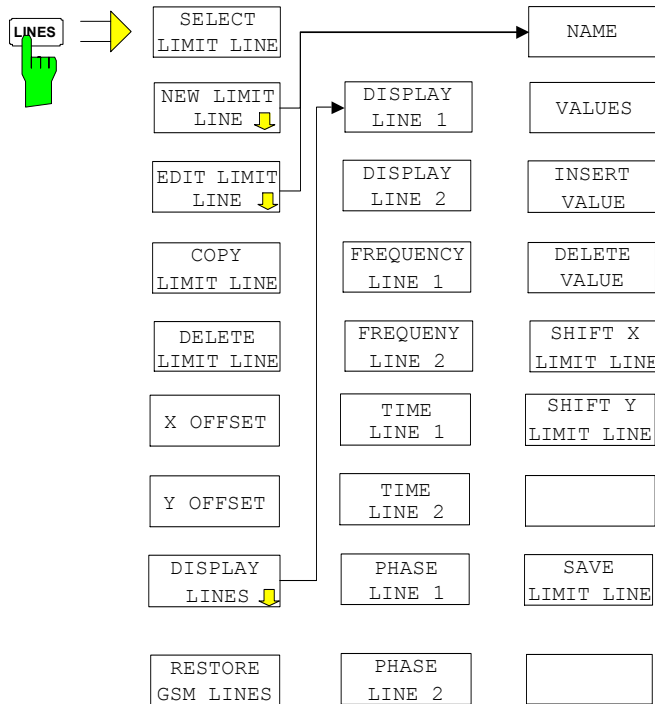 LINES
SELECT
LIMIT LINE
NEW LIMIT
LINE
EDIT LIMIT
LINE
COPY
LIMIT LINE
DELETE
LIMIT LINE
X OFFSET
Y OFFSET
DISPLAY
LINES
RESTORE
GSM LINES
DISPLAY
LINE 1
DISPLAY
LINE 2
FREQUENCY
LINE 1
FREQUENY
LINE 2
TIME
LINE 1
TIME
LINE 2
PHASE
LINE 1
PHASE
LINE 2
NAME
VALUES
INSERT
VALUE
DELETE
VALUE
SHIFT X
LIMIT LINE
SHIFT Y
LIMIT LINE
SAVE
LIMIT LINE